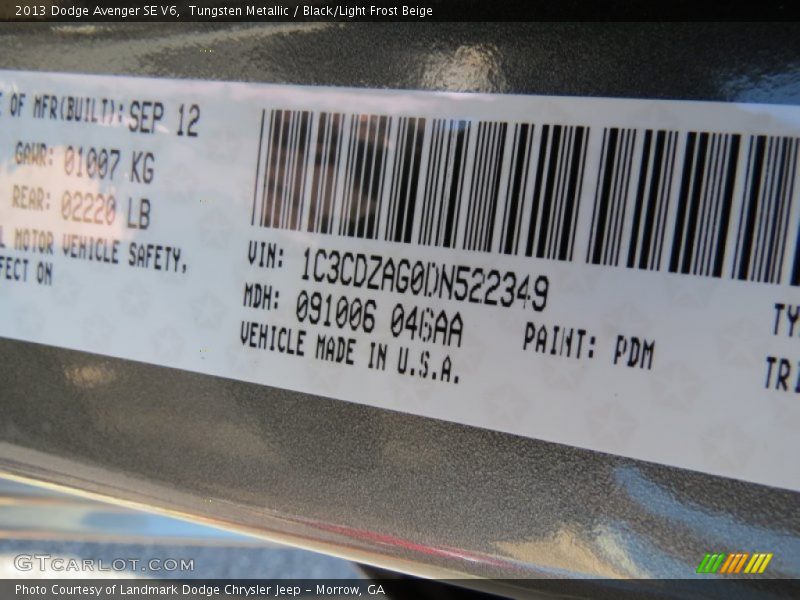 2013 Dodge Avenger SE V6, Tungsten Metallic / Black/Light Frost Beige
E OF MFR(BUILT): SEP 12
GAWR: 01007 KG
REAR: 02220 LB
L MOTOR VEHICLE SAFETY,
FECT ON
VIN: 1C3CDZAG0DN522349
MDH: 091006 046AA
PAINT: PDM
VEHICLE MADE IN U.S.A.
TY
TRI
GTCARLOT.COM
Photo Courtesy of Landmark Dodge Chrysler Jeep - Morrow, GA